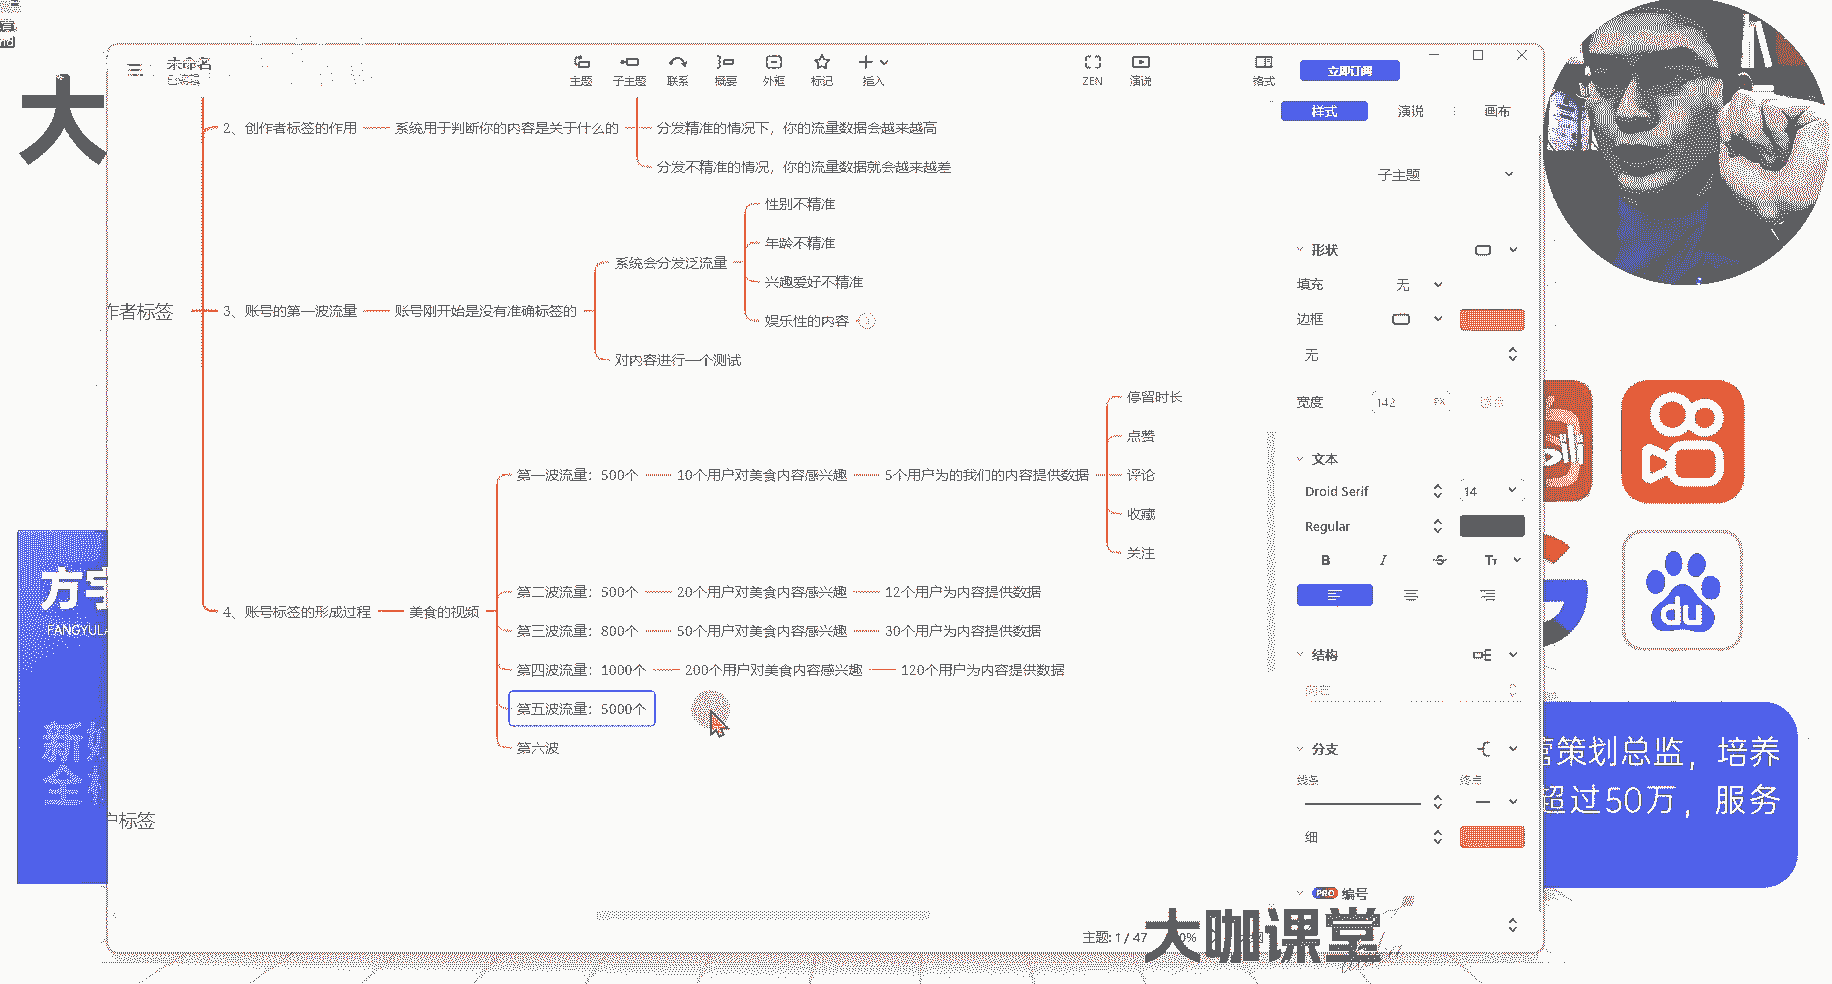 大
未命名
主题
子主题
联系
概要
外框
标记
插入
ZEN
演说
格式
立即订阅
样式
演说
画布
2、创作者标签的作用
系统用于判断你的内容是关于什么的
分发精准的情况下，你的流量数据会越来越高
分发不精准的情况，你的流量数据就会越来越差
性别不精准
年龄不精准
系统会分发泛流量
兴趣爱好不精准
作者标签
3、账号的第一波流量
账号刚开始是没有准确标签的
娱乐性的内容
对内容进行一个测试
停留时长
点赞
第一波流量：500个
10个用户对美食内容感兴趣
5个用户为的我们的内容提供数据
评论
收藏
关注
第二波流量：500个
20个用户对美食内容感兴趣
12个用户为内容提供数据
4、账号标签的形成过程
美食的视频
第三波流量：800个
50个用户对美食内容感兴趣
30个用户为内容提供数据
第四波流量：1000个
200个用户对美食内容感兴趣
120个用户为内容提供数据
第五波流量：5000个
第六波
户标签
子主题
形状
填充
无
边框
无
宽度
142
文本
Droid Serif
14
Regular
B
I
S
Tт
结构
分支
线条
终点
细
PRO 编号
主题: 1 / 47
大咖课堂
方宇
FANGYULA
新
全
du
营策划总监，培养
超过50万，服务